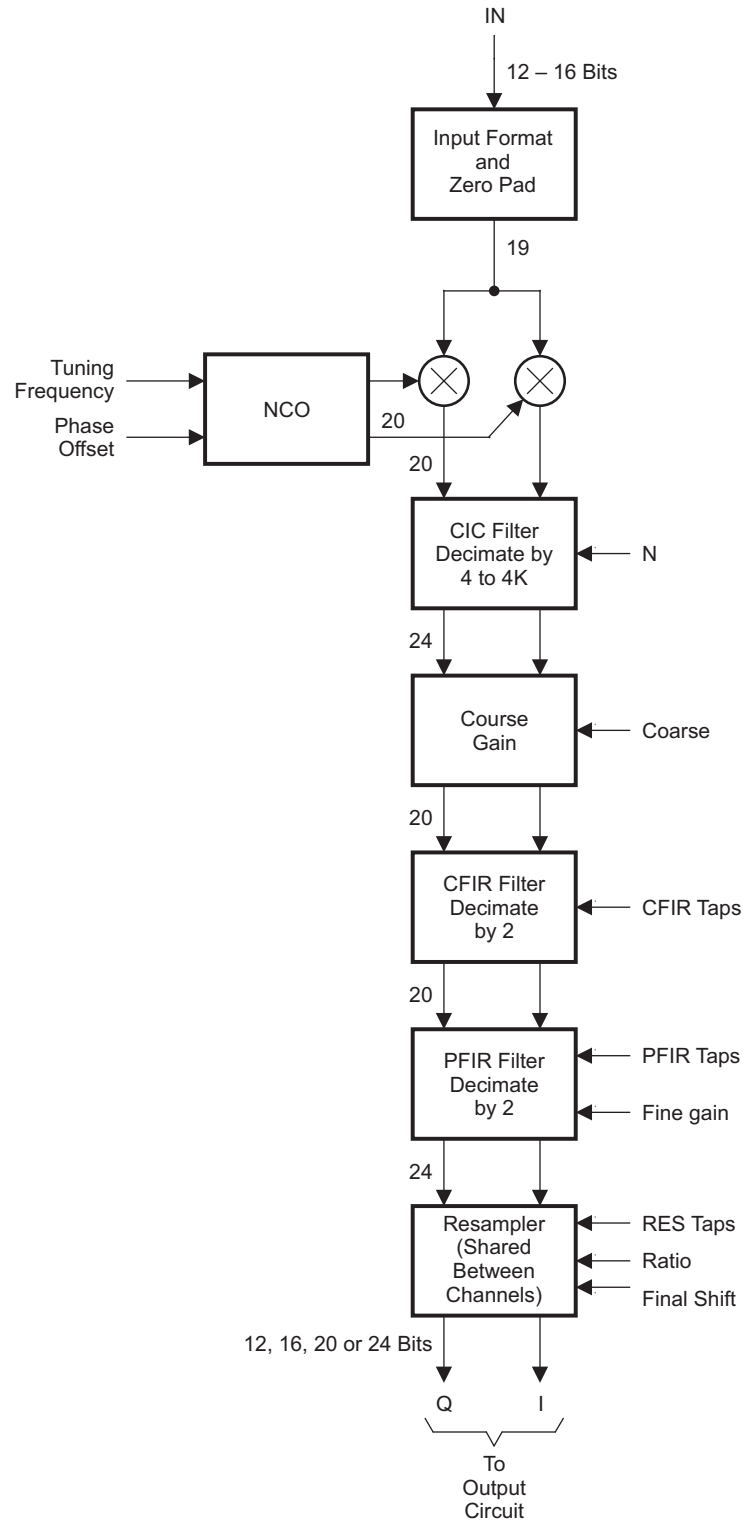 IN
12 – 16 Bits
Input Format
and
Zero Pad
19
Tuning
Frequency
Phase
Offset
NCO
20
20
CIC Filter
Decimate by
4 to 4K
N
24
Course
Gain
Coarse
20
CFIR Filter
Decimate
by 2
CFIR Taps
20
PFIR Filter
Decimate
by 2
PFIR Taps
Fine gain
24
Resampler
(Shared
Between
Channels)
RES Taps
Ratio
Final Shift
12, 16, 20 or 24 Bits
Q
I
To
Output
Circuit